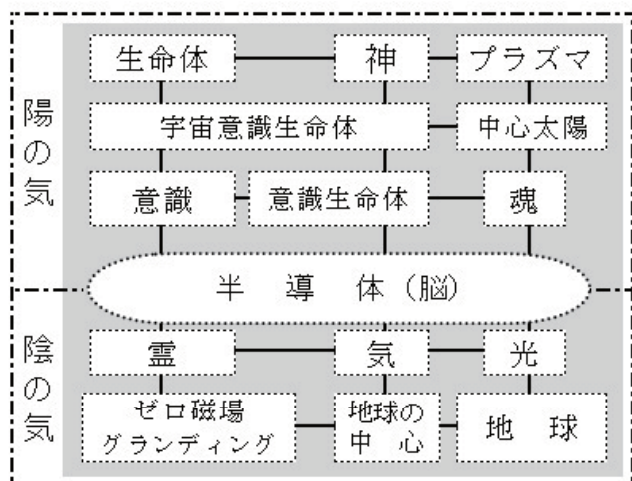 陽の気
生命体 神 プラズマ
宇宙意識生命体 中心太陽
意識 意識生命体 魂
半導体（脳）
陰の気
霊 気 光
ゼロ磁場 地球の 地球
グランディング 中心